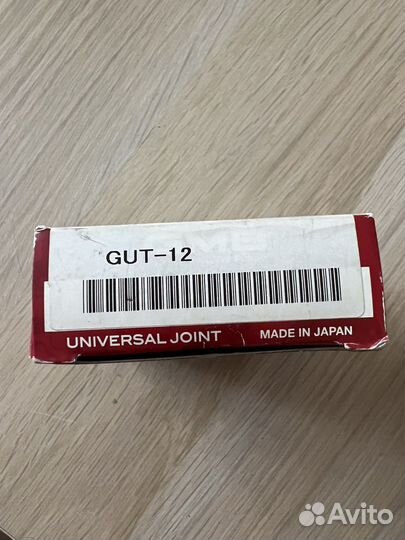 GUT-12
UNIVERSAL JOINT MADE IN JAPAN
Avito